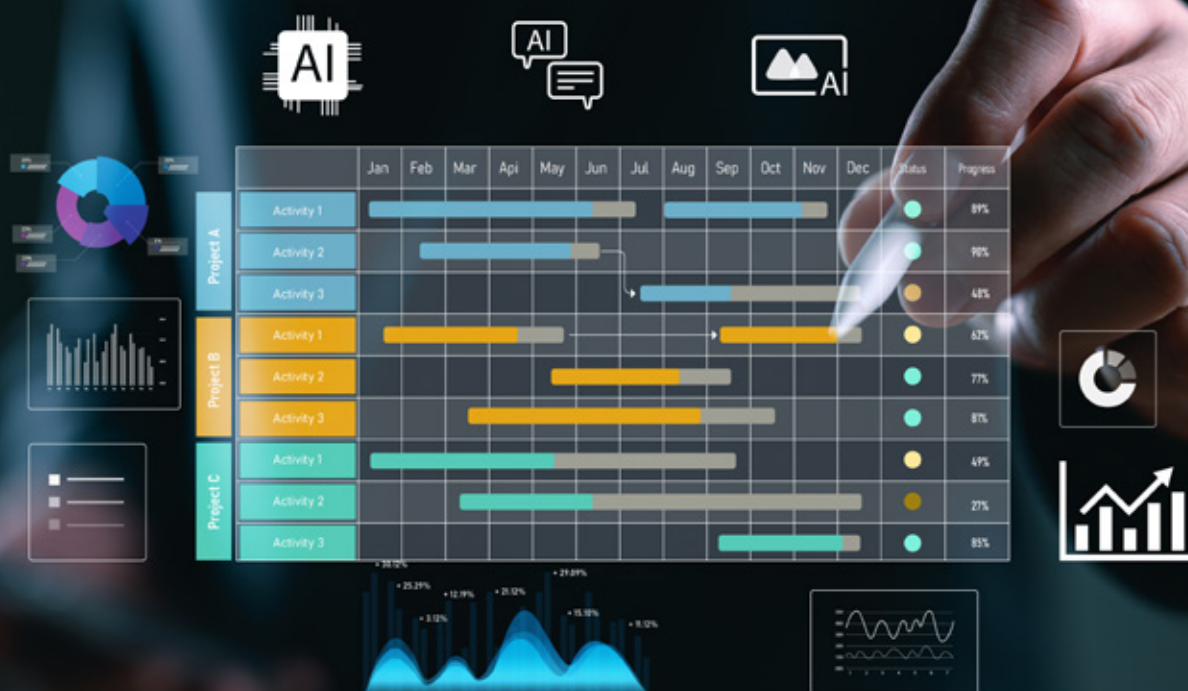 AI
AI
AI
Jan Feb Mar Api May Jun Jul Aug Sep Oct Nov Dec Status Progress
Project A
Activity 1 89%
Activity 2 90%
Activity 3 48%
Project B
Activity 1 62%
Activity 2 77%
Activity 3 81%
Project C
Activity 1 49%
Activity 2 27%
Activity 3 85%
+ 30.12%
+ 25.29%
+ 3.12%
+ 12.19%
+ 21.12%
+ 29.89%
+ 15.10%
+ 11.12%